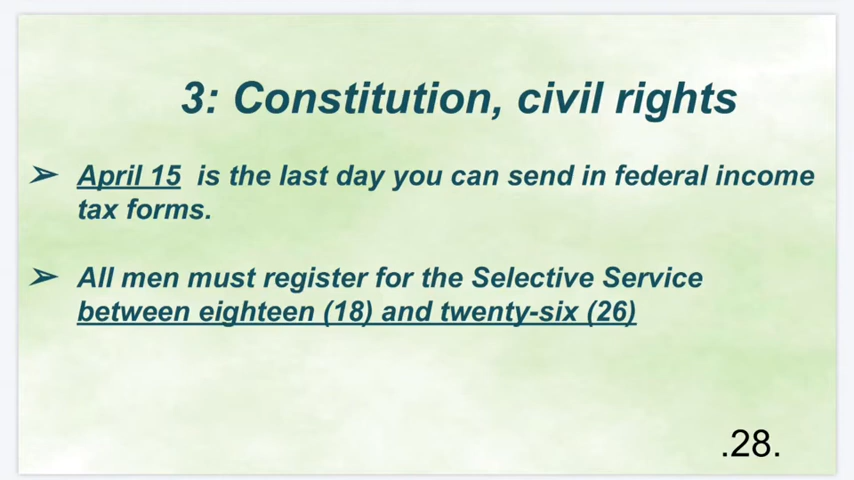 3: Constitution, civil rights
➢ April 15 is the last day you can send in federal income
tax forms.
➢ All men must register for the Selective Service
between eighteen (18) and twenty-six (26)
.28.